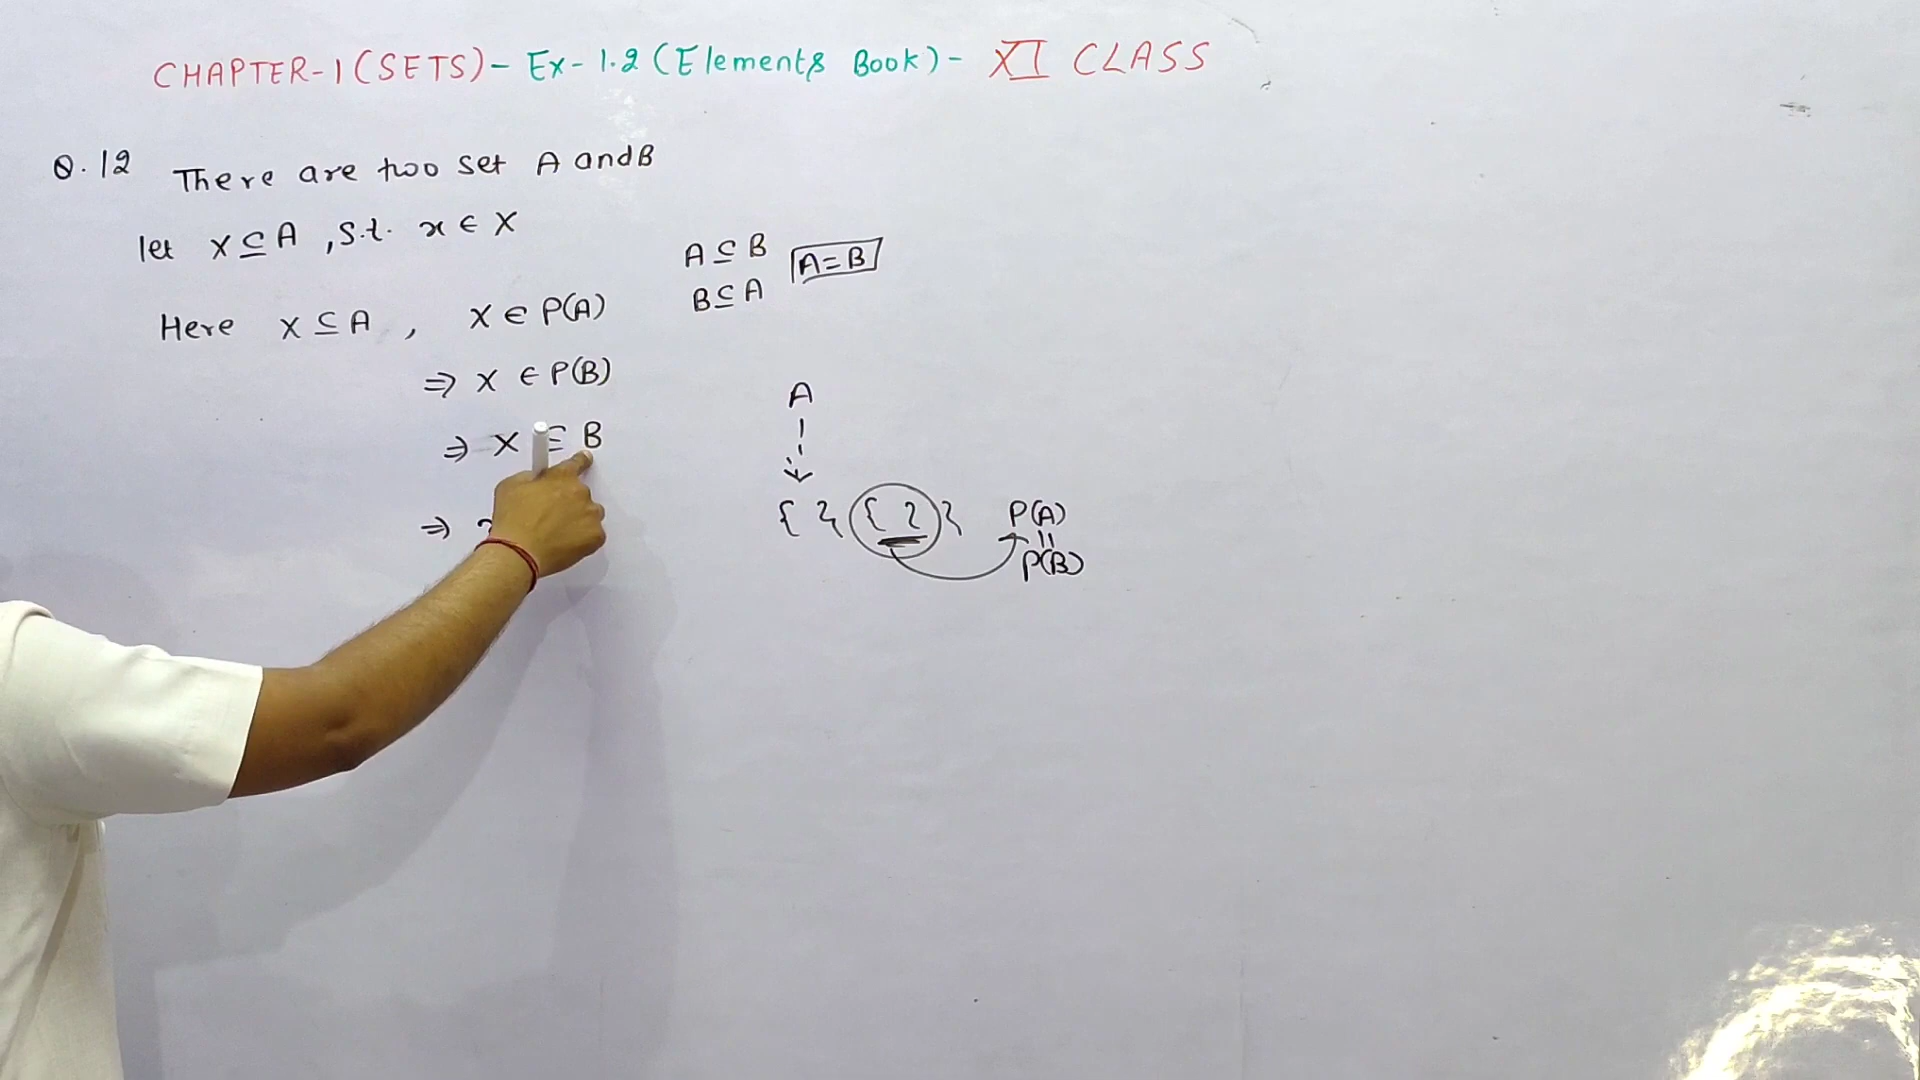 CHAPTER-1 (SETS) - Ex - 1.2 (Elements Book) - XI CLASS
Q.12 There are two set A and B
let X ⊆ A , S.t. x ∈ X
Here X ⊆ A , X ∈ P(A)
⇒ X ∈ P(B)
⇒ X B
⇒
A ⊆ B
B ⊆ A
A = B
A
{ } { } } P(A)
=
P(B)